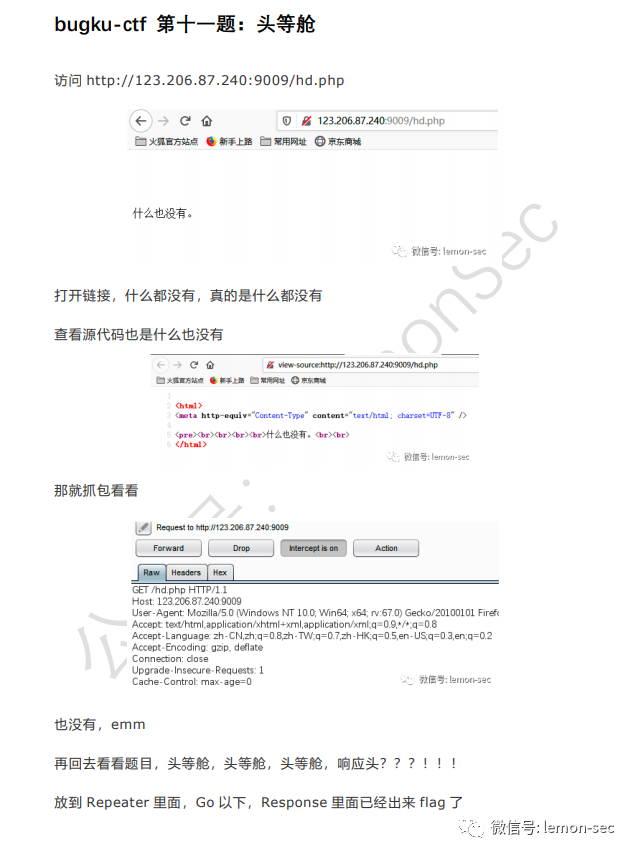 bugku-ctf 第十一题：头等舱
访问 http://123.206.87.240:9009/hd.php
123.206.87.240:9009/hd.php
火狐官方站点 新手上路 常用网址 京东商城
什么也没有。
微信号: lemon-sec
打开链接，什么都没有，真的是什么都没有
查看源代码也是什么也没有
view-source:http://123.206.87.240:9009/hd.php
火狐官方站点 新手上路 常用网址 京东商城
1
2 <html>
3 <meta http-equiv="Content-Type" content="text/html; charset=UTF-8" />
4
5 <pre><br><br><br><br>什么也没有。<br><br>
6 </html>
微信号: lemon-sec
那就抓包看看
Request to http://123.206.87.240:9009
Forward Drop Intercept is on Action
Raw Headers Hex
GET /hd.php HTTP/1.1
Host: 123.206.87.240:9009
User-Agent: Mozilla/5.0 (Windows NT 10.0; Win64; x64; rv:67.0) Gecko/20100101 Firef
Accept: text/html,application/xhtml+xml,application/xml;q=0.9,*/*;q=0.8
Accept-Language: zh-CN,zh;q=0.8,zh-TW;q=0.7,zh-HK;q=0.5,en-US;q=0.3,en;q=0.2
Accept-Encoding: gzip, deflate
Connection: close
Upgrade-Insecure-Requests: 1
Cache-Control: max-age=0
微信号: lemon-sec
也没有，emm
再回去看看题目，头等舱，头等舱，头等舱，响应头？？？！！！
放到 Repeater 里面，Go 以下，Response 里面已经出来 flag 了
微信号: lemon-sec